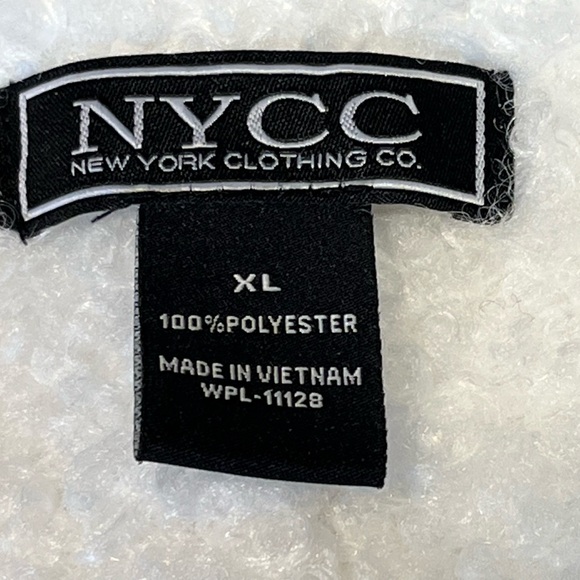 NYCC
NEW YORK CLOTHING CO.
XL
100%POLYESTER
MADE IN VIETNAM
WPL-11128